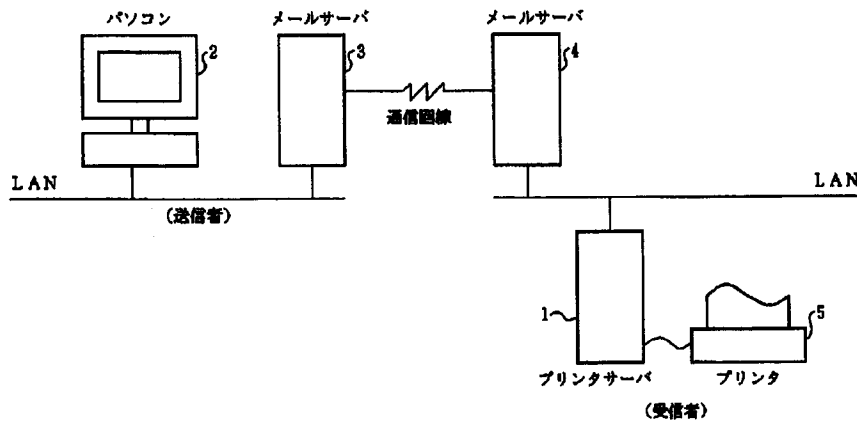 パソコン
メールサーバ
メールサーバ
2
3
4
通信回線
LAN
LAN
(送信者)
1
5
プリンタサーバ
プリンタ
(受信者)